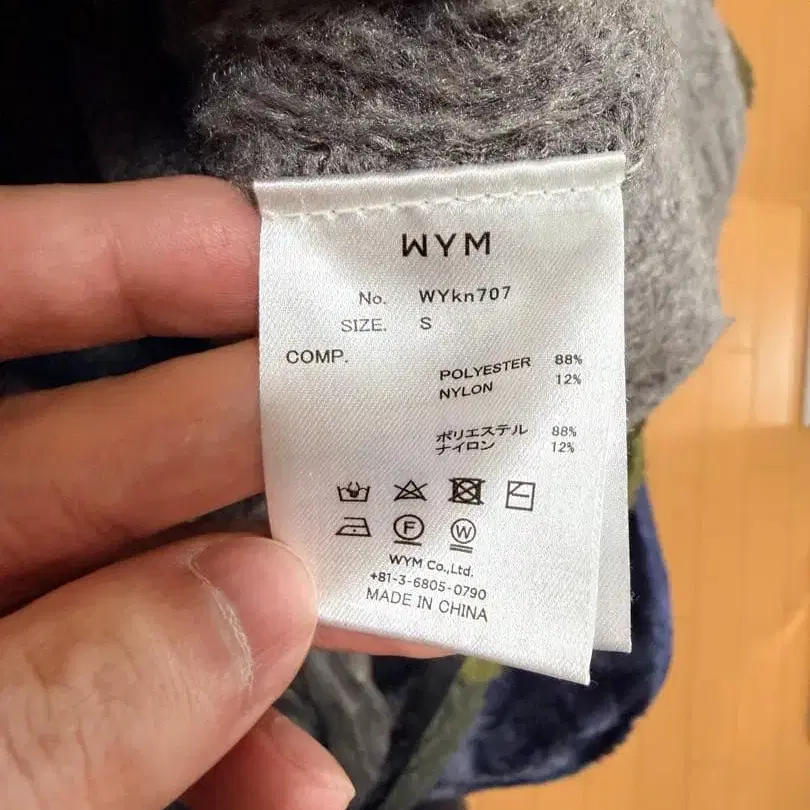 WYM
No. WYkn707
SIZE. S
COMP.
POLYESTER 88%
NYLON 12%
ポリエステル 88%
ナイロン 12%
F
W
WYM Co.,Ltd.
+81-3-6805-0790
MADE IN CHINA